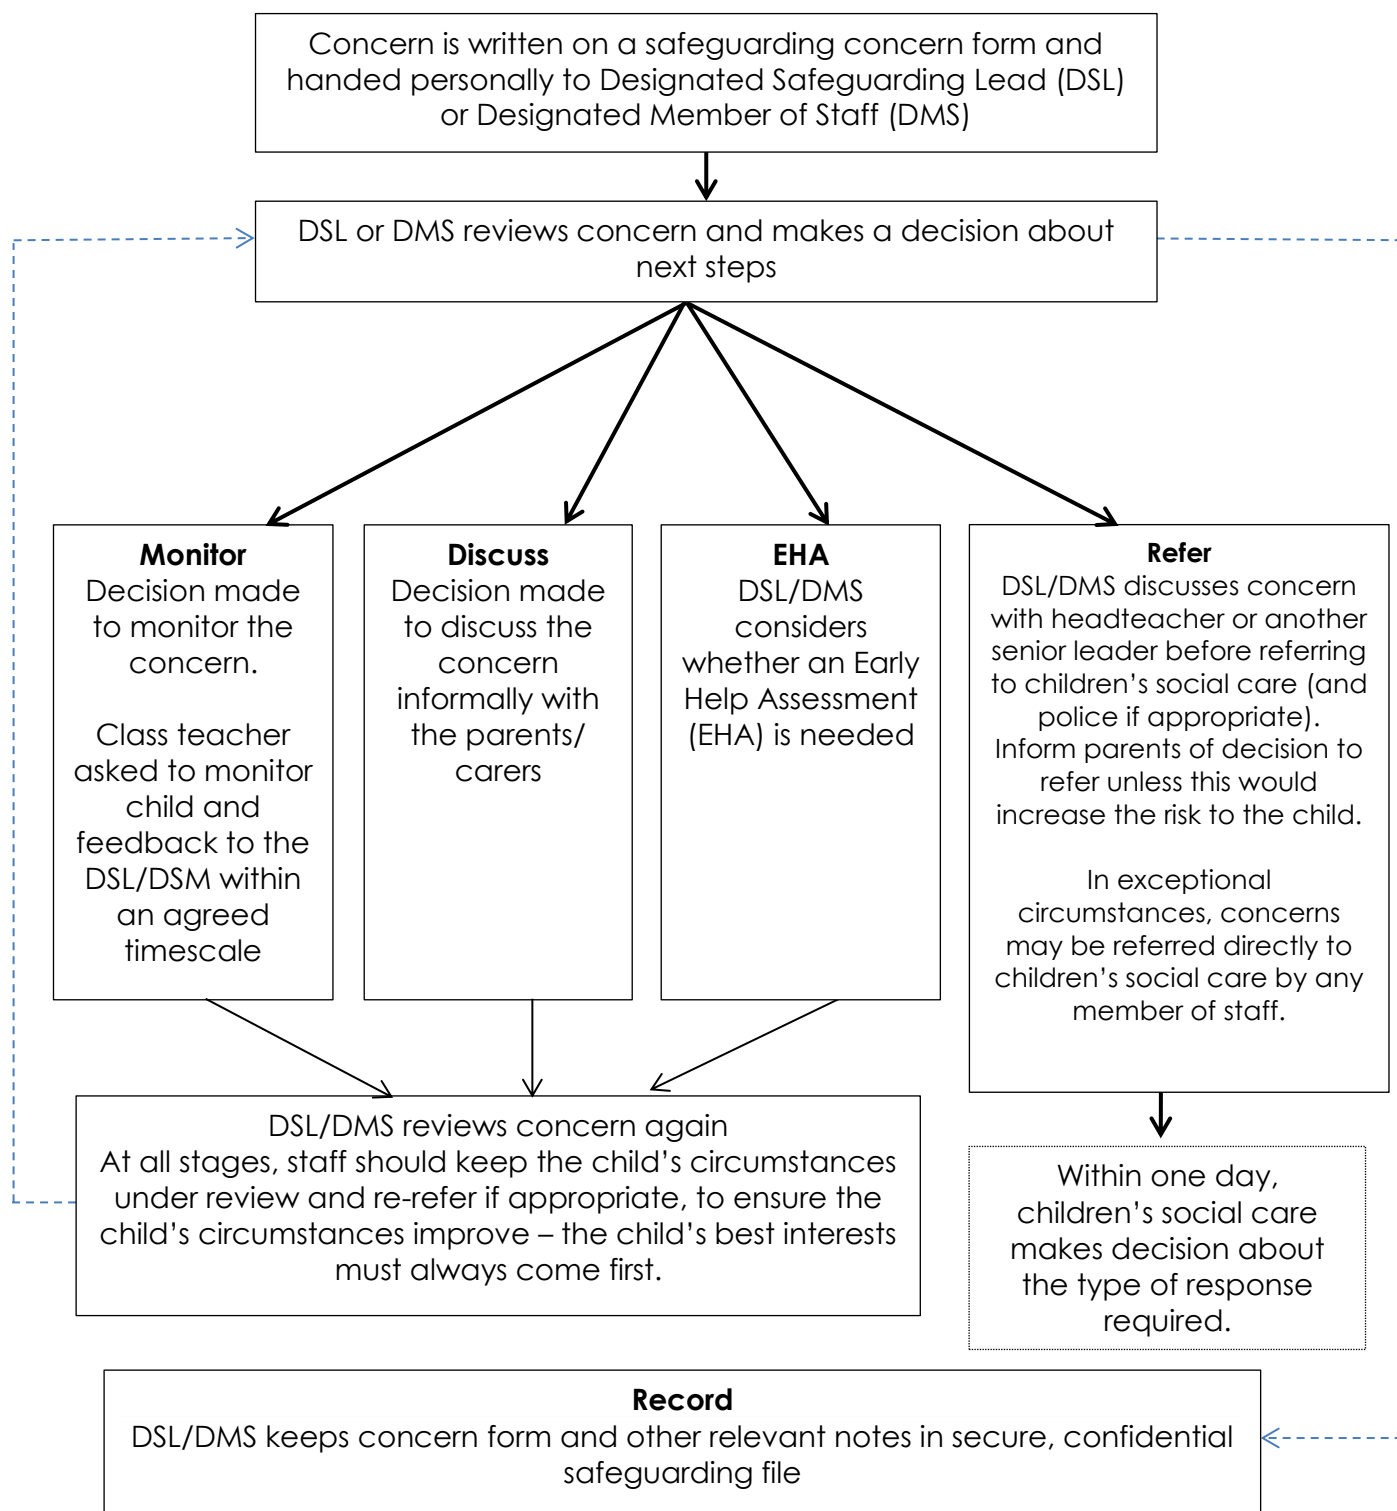 Concern is written on a safeguarding concern form and
handed personally to Designated Safeguarding Lead (DSL)
or Designated Member of Staff (DMS)
DSL or DMS reviews concern and makes a decision about
next steps
Monitor
Decision made
to monitor the
concern.
Class teacher
asked to monitor
child and
feedback to the
DSL/DSM within
an agreed
timescale
Discuss
Decision made
to discuss the
concern
informally with
the parents/
carers
EHA
DSL/DMS
considers
whether an Early
Help Assessment
(EHA) is needed
Refer
DSL/DMS discusses concern
with headteacher or another
senior leader before referring
to children’s social care (and
police if appropriate).
Inform parents of decision to
refer unless this would
increase the risk to the child.
In exceptional
circumstances, concerns
may be referred directly to
children’s social care by any
member of staff.
DSL/DMS reviews concern again
At all stages, staff should keep the child’s circumstances
under review and re-refer if appropriate, to ensure the
child’s circumstances improve – the child’s best interests
must always come first.
Within one day,
children’s social care
makes decision about
the type of response
required.
Record
DSL/DMS keeps concern form and other relevant notes in secure, confidential
safeguarding file